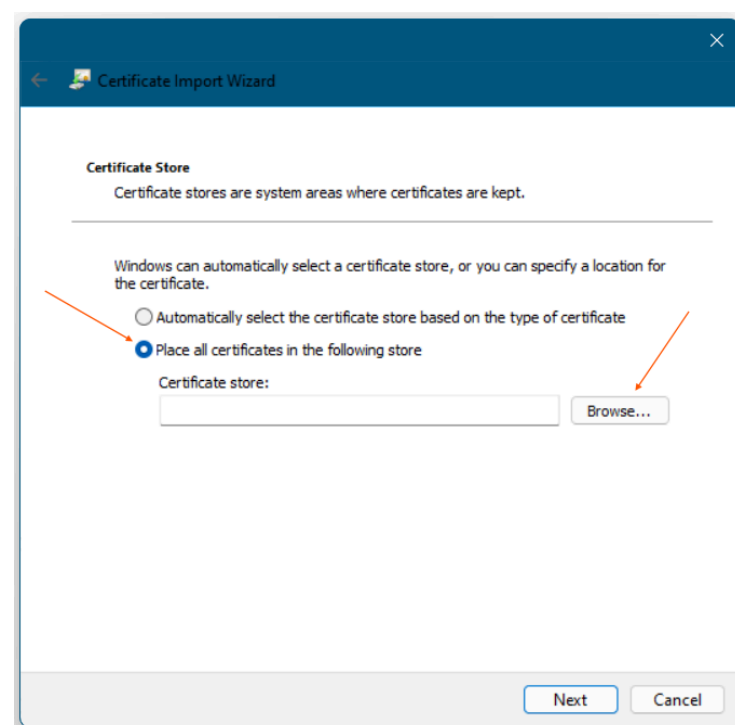 Certificate Import Wizard
Certificate Store
Certificate stores are system areas where certificates are kept.
Windows can automatically select a certificate store, or you can specify a location for
the certificate.
Automatically select the certificate store based on the type of certificate
Place all certificates in the following store
Certificate store:
Browse...
Next
Cancel